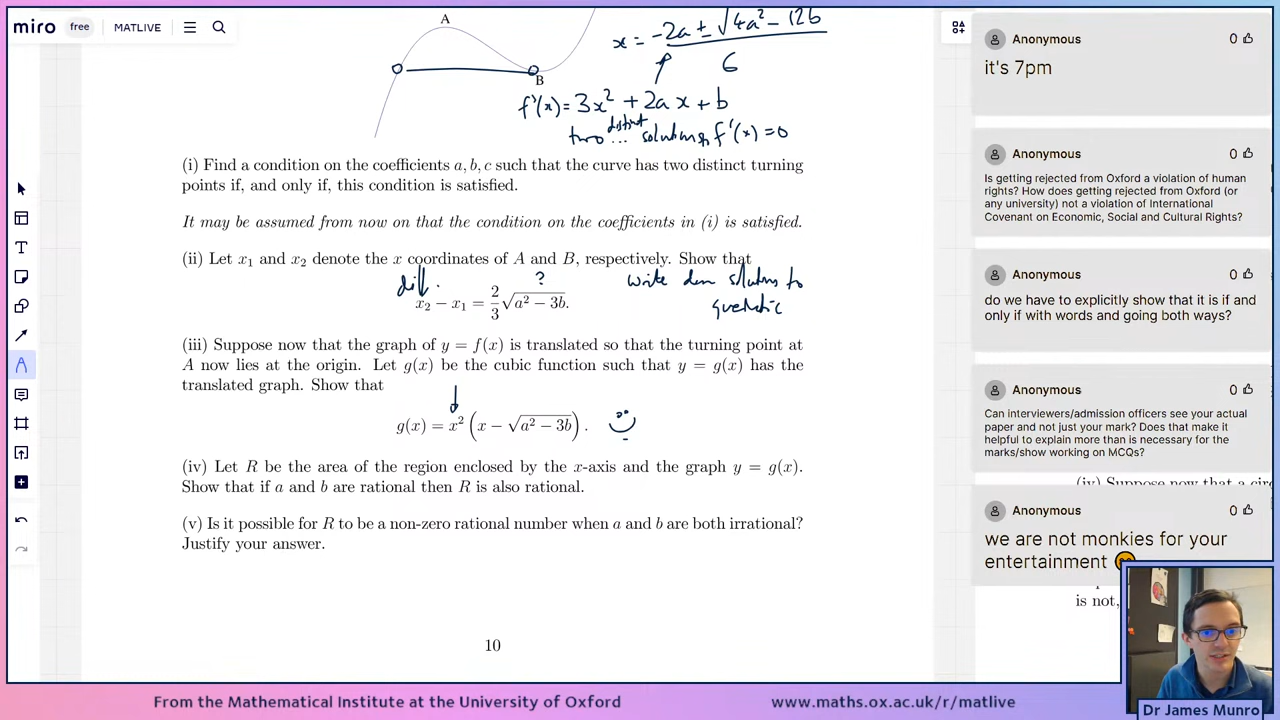 miro free MATLIVE
A
B
x = -2a ± √4a² - 12b
6
f'(x) = 3x² + 2ax + b
distinct
two ... solutions f'(x) = 0
(i) Find a condition on the coefficients a, b, c such that the curve has two distinct turning
points if, and only if, this condition is satisfied.
It may be assumed from now on that the condition on the coefficients in (i) is satisfied.
(ii) Let x₁ and x₂ denote the x coordinates of A and B, respectively. Show that
diff. ? write down solutions to
x₂ − x₁ = 2/3 √(a² − 3b).
quadratic
(iii) Suppose now that the graph of y = f(x) is translated so that the turning point at
A now lies at the origin. Let g(x) be the cubic function such that y = g(x) has the
translated graph. Show that
g(x) = x² (x − √(a² − 3b)).
(iv) Let R be the area of the region enclosed by the x-axis and the graph y = g(x).
Show that if a and b are rational then R is also rational.
(v) Is it possible for R to be a non-zero rational number when a and b are both irrational?
Justify your answer.
10
Anonymous 0
it's 7pm
Anonymous 0
Is getting rejected from Oxford a violation of human
rights? How does getting rejected from Oxford (or
any university) not a violation of International
Covenant on Economic, Social and Cultural Rights?
Anonymous 0
do we have to explicitly show that it is if and
only if with words and going both ways?
Anonymous 0
Can interviewers/admission officers see your actual
paper and not just your mark? Does that make it
helpful to explain more than is necessary for the
marks/show working on MCQs?
(iv) Suppose now that a cir
Anonymous 0
we are not monkies for your
entertainment
is not,
From the Mathematical Institute at the University of Oxford www.maths.ox.ac.uk/r/matlive
Dr James Munro